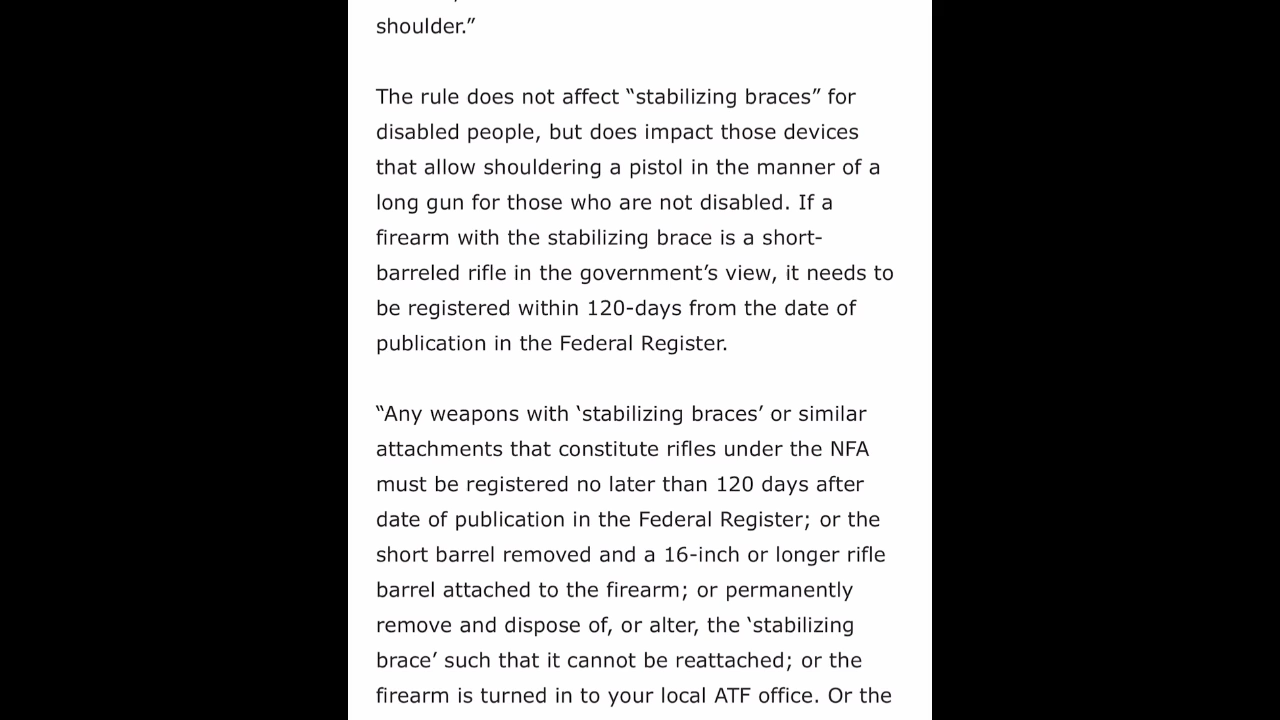 shoulder.”
The rule does not affect “stabilizing braces” for
disabled people, but does impact those devices
that allow shouldering a pistol in the manner of a
long gun for those who are not disabled. If a
firearm with the stabilizing brace is a short-
barreled rifle in the government’s view, it needs to
be registered within 120-days from the date of
publication in the Federal Register.
“Any weapons with ‘stabilizing braces’ or similar
attachments that constitute rifles under the NFA
must be registered no later than 120 days after
date of publication in the Federal Register; or the
short barrel removed and a 16-inch or longer rifle
barrel attached to the firearm; or permanently
remove and dispose of, or alter, the ‘stabilizing
brace’ such that it cannot be reattached; or the
firearm is turned in to your local ATF office. Or the